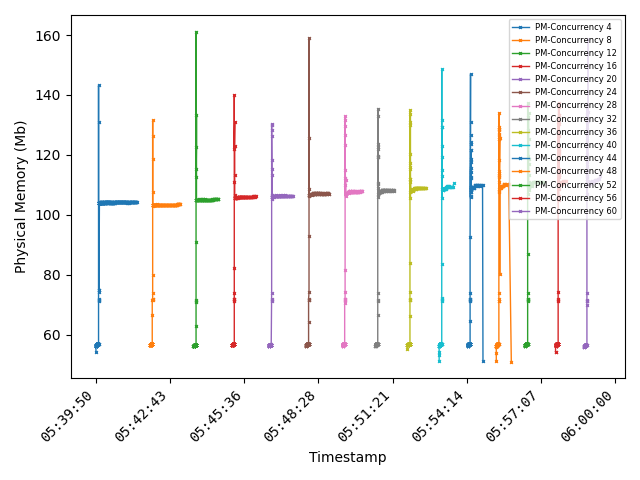 160
140
120
100
80
60
Physical Memory (Mb)
PM-Concurrency 4
PM-Concurrency 8
PM-Concurrency 12
PM-Concurrency 16
PM-Concurrency 20
PM-Concurrency 24
PM-Concurrency 28
PM-Concurrency 32
PM-Concurrency 36
PM-Concurrency 40
PM-Concurrency 44
PM-Concurrency 48
PM-Concurrency 52
PM-Concurrency 56
PM-Concurrency 60
05:39:50
05:42:43
05:45:36
05:48:28
05:51:21
05:54:14
05:57:07
06:00:00
Timestamp